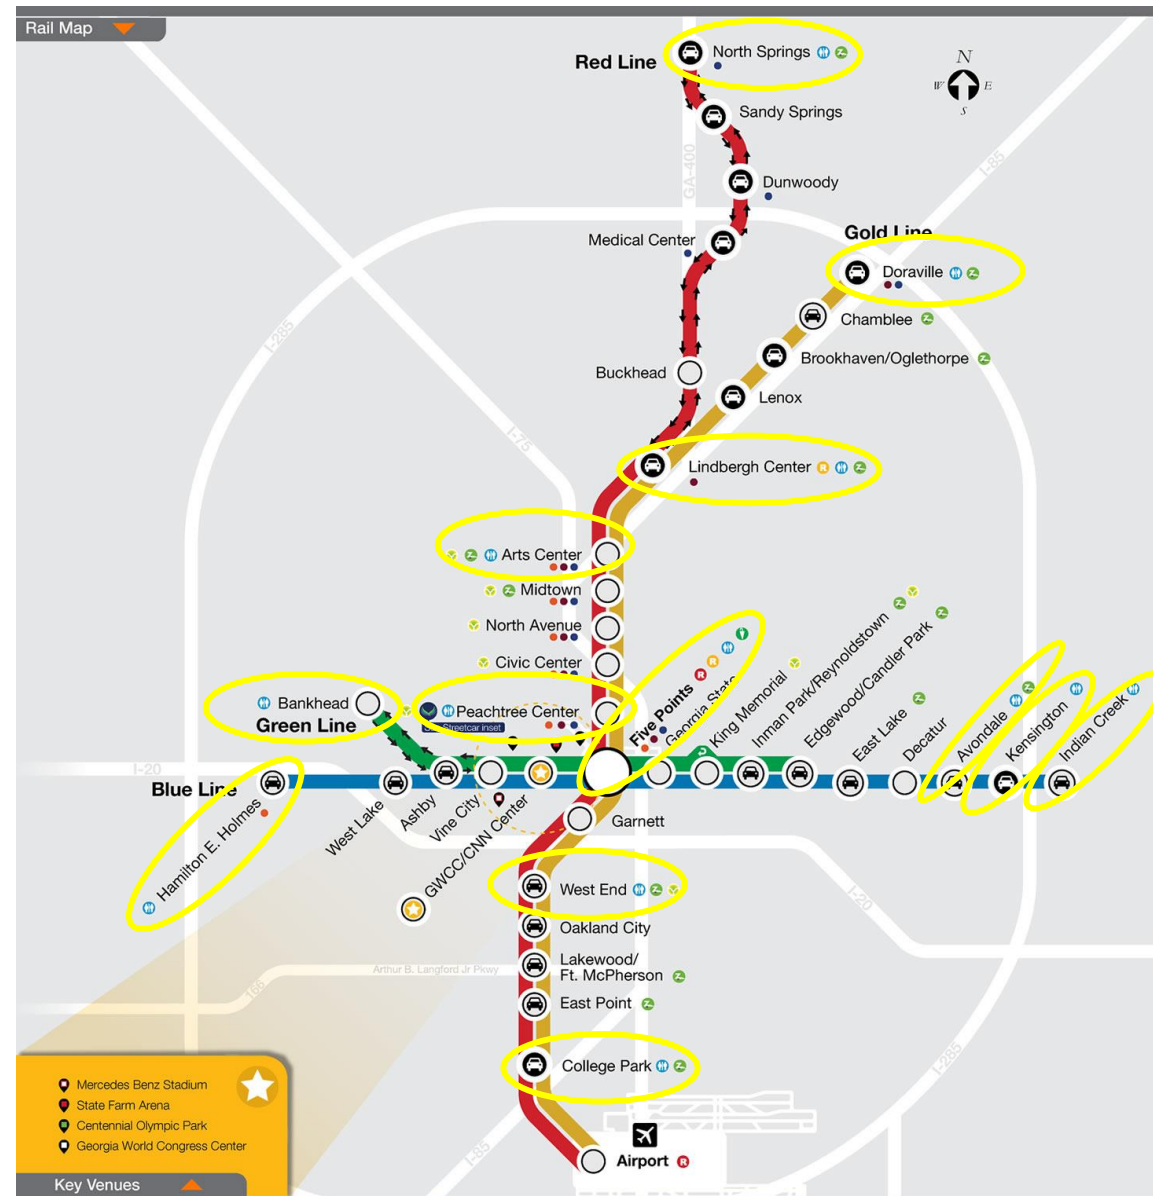 Rail Map
North Springs
Red Line
N
W
E
S
Sandy Springs
GA-400
I-85
Dunwoody
Medical Center
Gold Line
Doraville
Chamblee
I-285
Brookhaven/Oglethorpe
Buckhead
Lenox
I-75
Lindbergh Center
R
Arts Center
Midtown
North Avenue
Civic Center
Bankhead
Green Line
Peachtree Center
Streetcar inset
Five Points
R
R
Georgia State
King Memorial
Inman Park/Reynoldstown
Edgewood/Candler Park
East Lake
Decatur
Avondale
Kensington
Indian Creek
I-20
Blue Line
Hamilton E. Holmes
West Lake
Ashby
Vine City
GWCC/CNN Center
Garnett
West End
I-20
Oakland City
Lakewood/
Ft. McPherson
Arthur B. Langford Jr Pkwy
166
East Point
College Park
I-285
I-85
Airport
R
Mercedes Benz Stadium
State Farm Arena
Centennial Olympic Park
Georgia World Congress Center
Key Venues